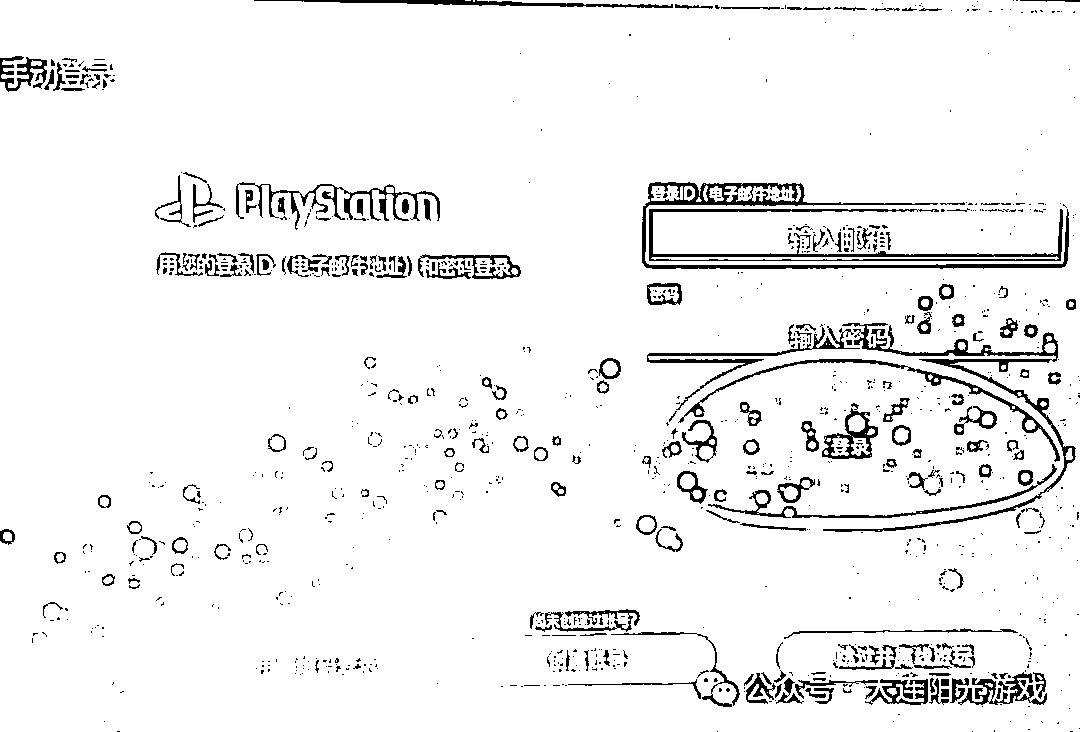 手动登录
PlayStation
用您的登录ID（电子邮件地址）和密码登录。
登录ID（电子邮件地址）
输入邮箱
密码
输入密码
登录
尚未创建过账号？
创建账号
跳过并离线游玩
公众号 · 大连阳光游戏